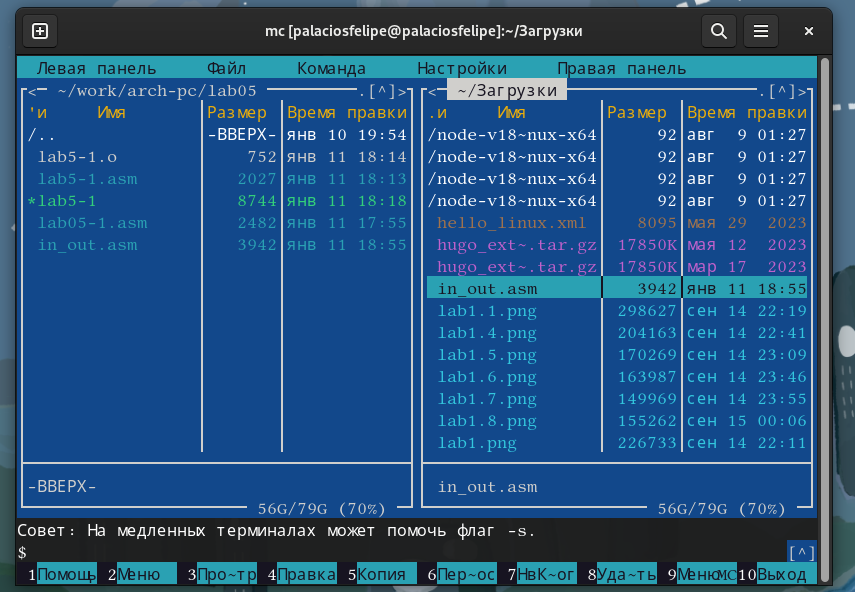 mc [palaciosfelipe@palaciosfelipe]:~/Загрузки
Левая панель Файл Команда Настройки Правая панель
<- ~/work/arch-pc/lab05 .[^]>
'и Имя Размер Время правки
/.. -ВВЕРХ- янв 10 19:54
lab5-1.o 752 янв 11 18:14
lab5-1.asm 2027 янв 11 18:13
*lab5-1 8744 янв 11 18:18
lab05-1.asm 2482 янв 11 17:55
in_out.asm 3942 янв 11 18:55
-ВВЕРХ-
56G/79G (70%)
<- ~/Загрузки .[^]>
.и Имя Размер Время правки
/node-v18~nux-x64 92 авг 9 01:27
/node-v18~nux-x64 92 авг 9 01:27
/node-v18~nux-x64 92 авг 9 01:27
/node-v18~nux-x64 92 авг 9 01:27
hello_linux.xml 8095 мая 29 2023
hugo_ext~.tar.gz 17850K мая 12 2023
hugo_ext~.tar.gz 17850K мар 17 2023
in_out.asm 3942 янв 11 18:55
lab1.1.png 298627 сен 14 22:19
lab1.4.png 204163 сен 14 22:41
lab1.5.png 170269 сен 14 23:09
lab1.6.png 163987 сен 14 23:46
lab1.7.png 149969 сен 14 23:55
lab1.8.png 155262 сен 15 00:06
lab1.png 226733 сен 14 22:11
in_out.asm
56G/79G (70%)
Совет: На медленных терминалах может помочь флаг -s.
$ [^]
1Помощь 2Меню 3Про~тр 4Правка 5Копия 6Пер~ос 7НвК~ог 8Уда~ть 9МенюMC 10Выход